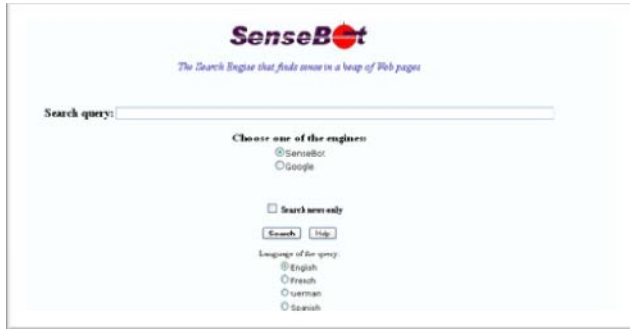 SenseBot
The Search Engine that finds sense in a heap of Web pages
Search query:
Choose one of the engines:
SenseBot
Google
Search news only
Search Help
Language of the query:
English
French
German
Spanish